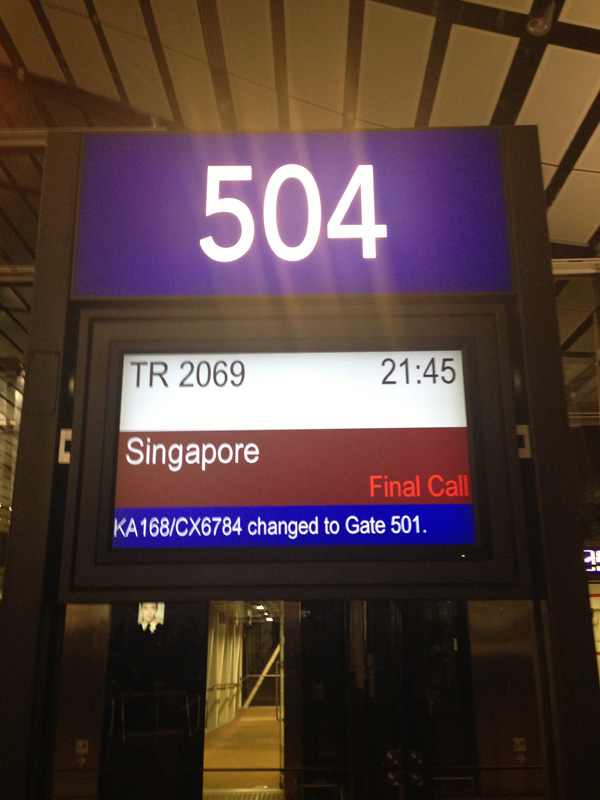 504
TR 2069 21:45
Singapore
Final Call
KA168/CX6784 changed to Gate 501.